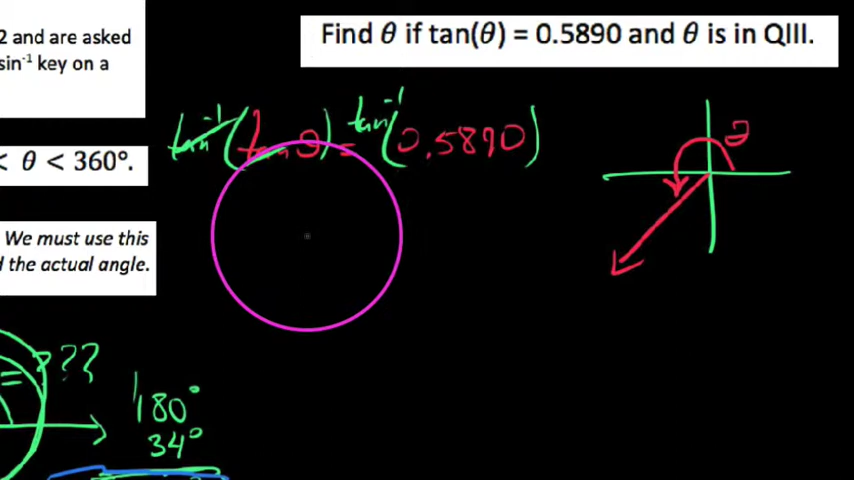 2 and are asked
sin⁻¹ key on a
Find θ if tan(θ) = 0.5890 and θ is in QIII.
tan⁻¹(tan θ) = tan⁻¹(0.5890)
θ
< θ < 360°.
We must use this
d the actual angle.
= ??
180°
34°